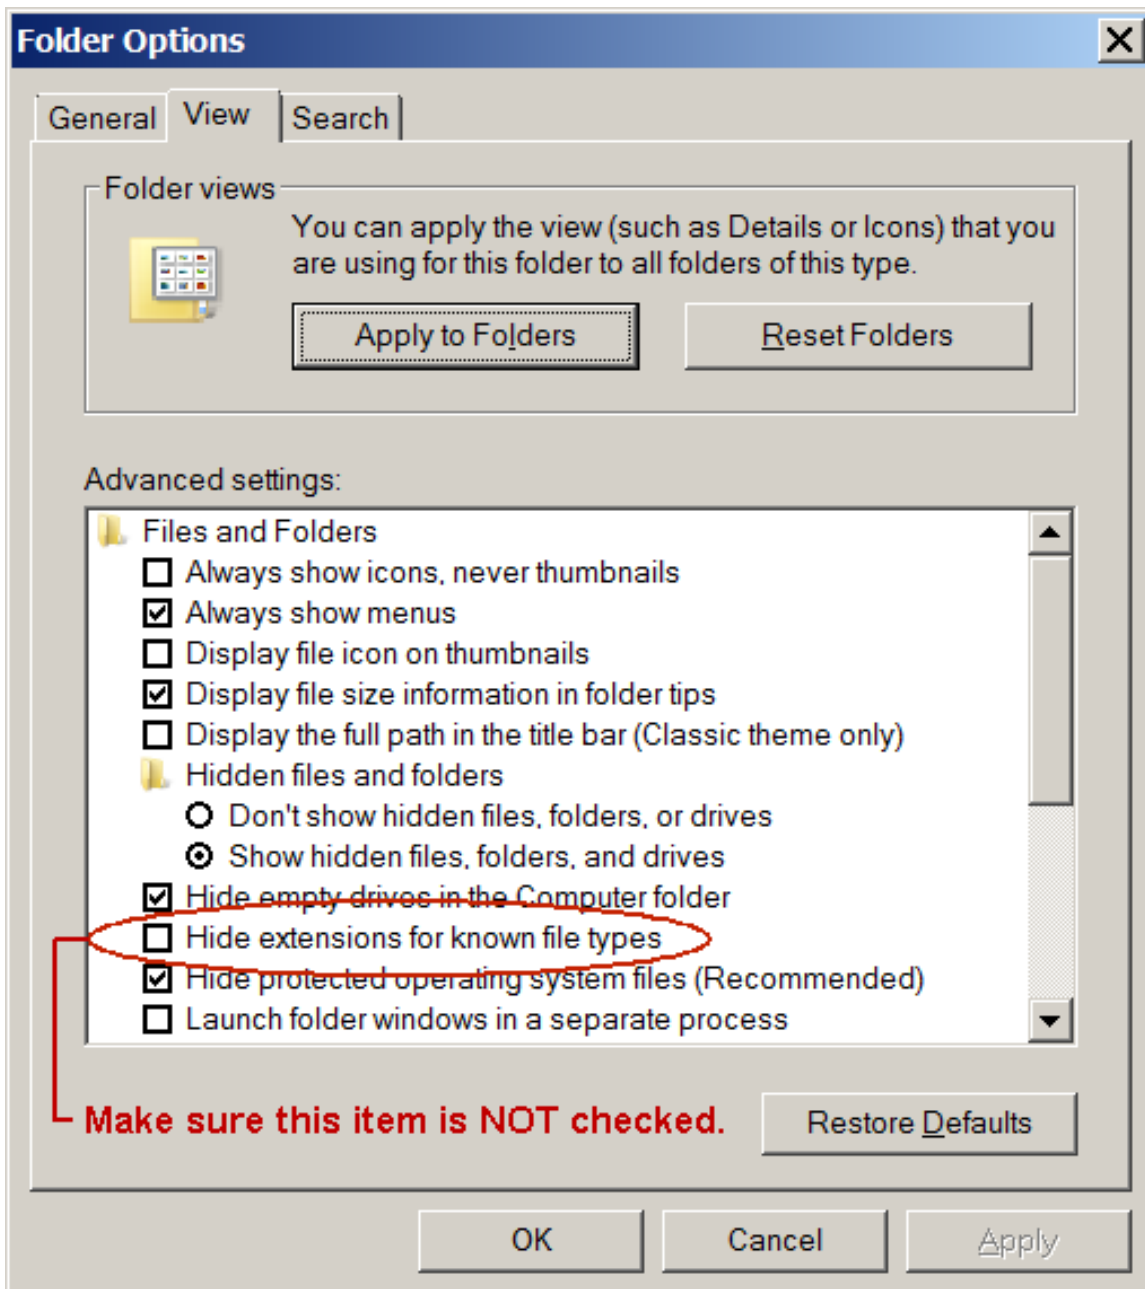 Folder Options
General
View
Search
Folder views
You can apply the view (such as Details or Icons) that you
are using for this folder to all folders of this type.
Apply to Folders
Reset Folders
Advanced settings:
Files and Folders
Always show icons, never thumbnails
Always show menus
Display file icon on thumbnails
Display file size information in folder tips
Display the full path in the title bar (Classic theme only)
Hidden files and folders
Don't show hidden files, folders, or drives
Show hidden files, folders, and drives
Hide empty drives in the Computer folder
Hide extensions for known file types
Hide protected operating system files (Recommended)
Launch folder windows in a separate process
Make sure this item is NOT checked.
Restore Defaults
OK
Cancel
Apply